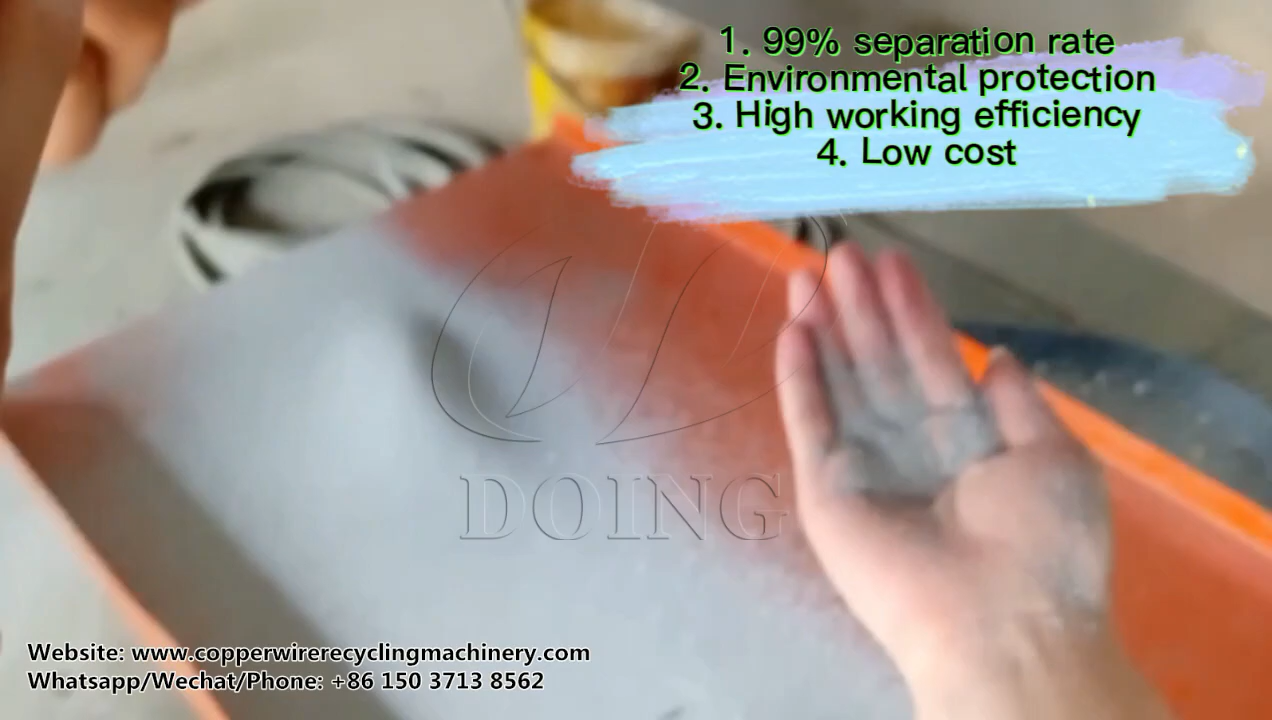 1. 99% separation rate
2. Environmental protection
3. High working efficiency
4. Low cost
DOING
Website: www.copperwirerecyclingmachinery.com
Whatsapp/Wechat/Phone: +86 150 3713 8562